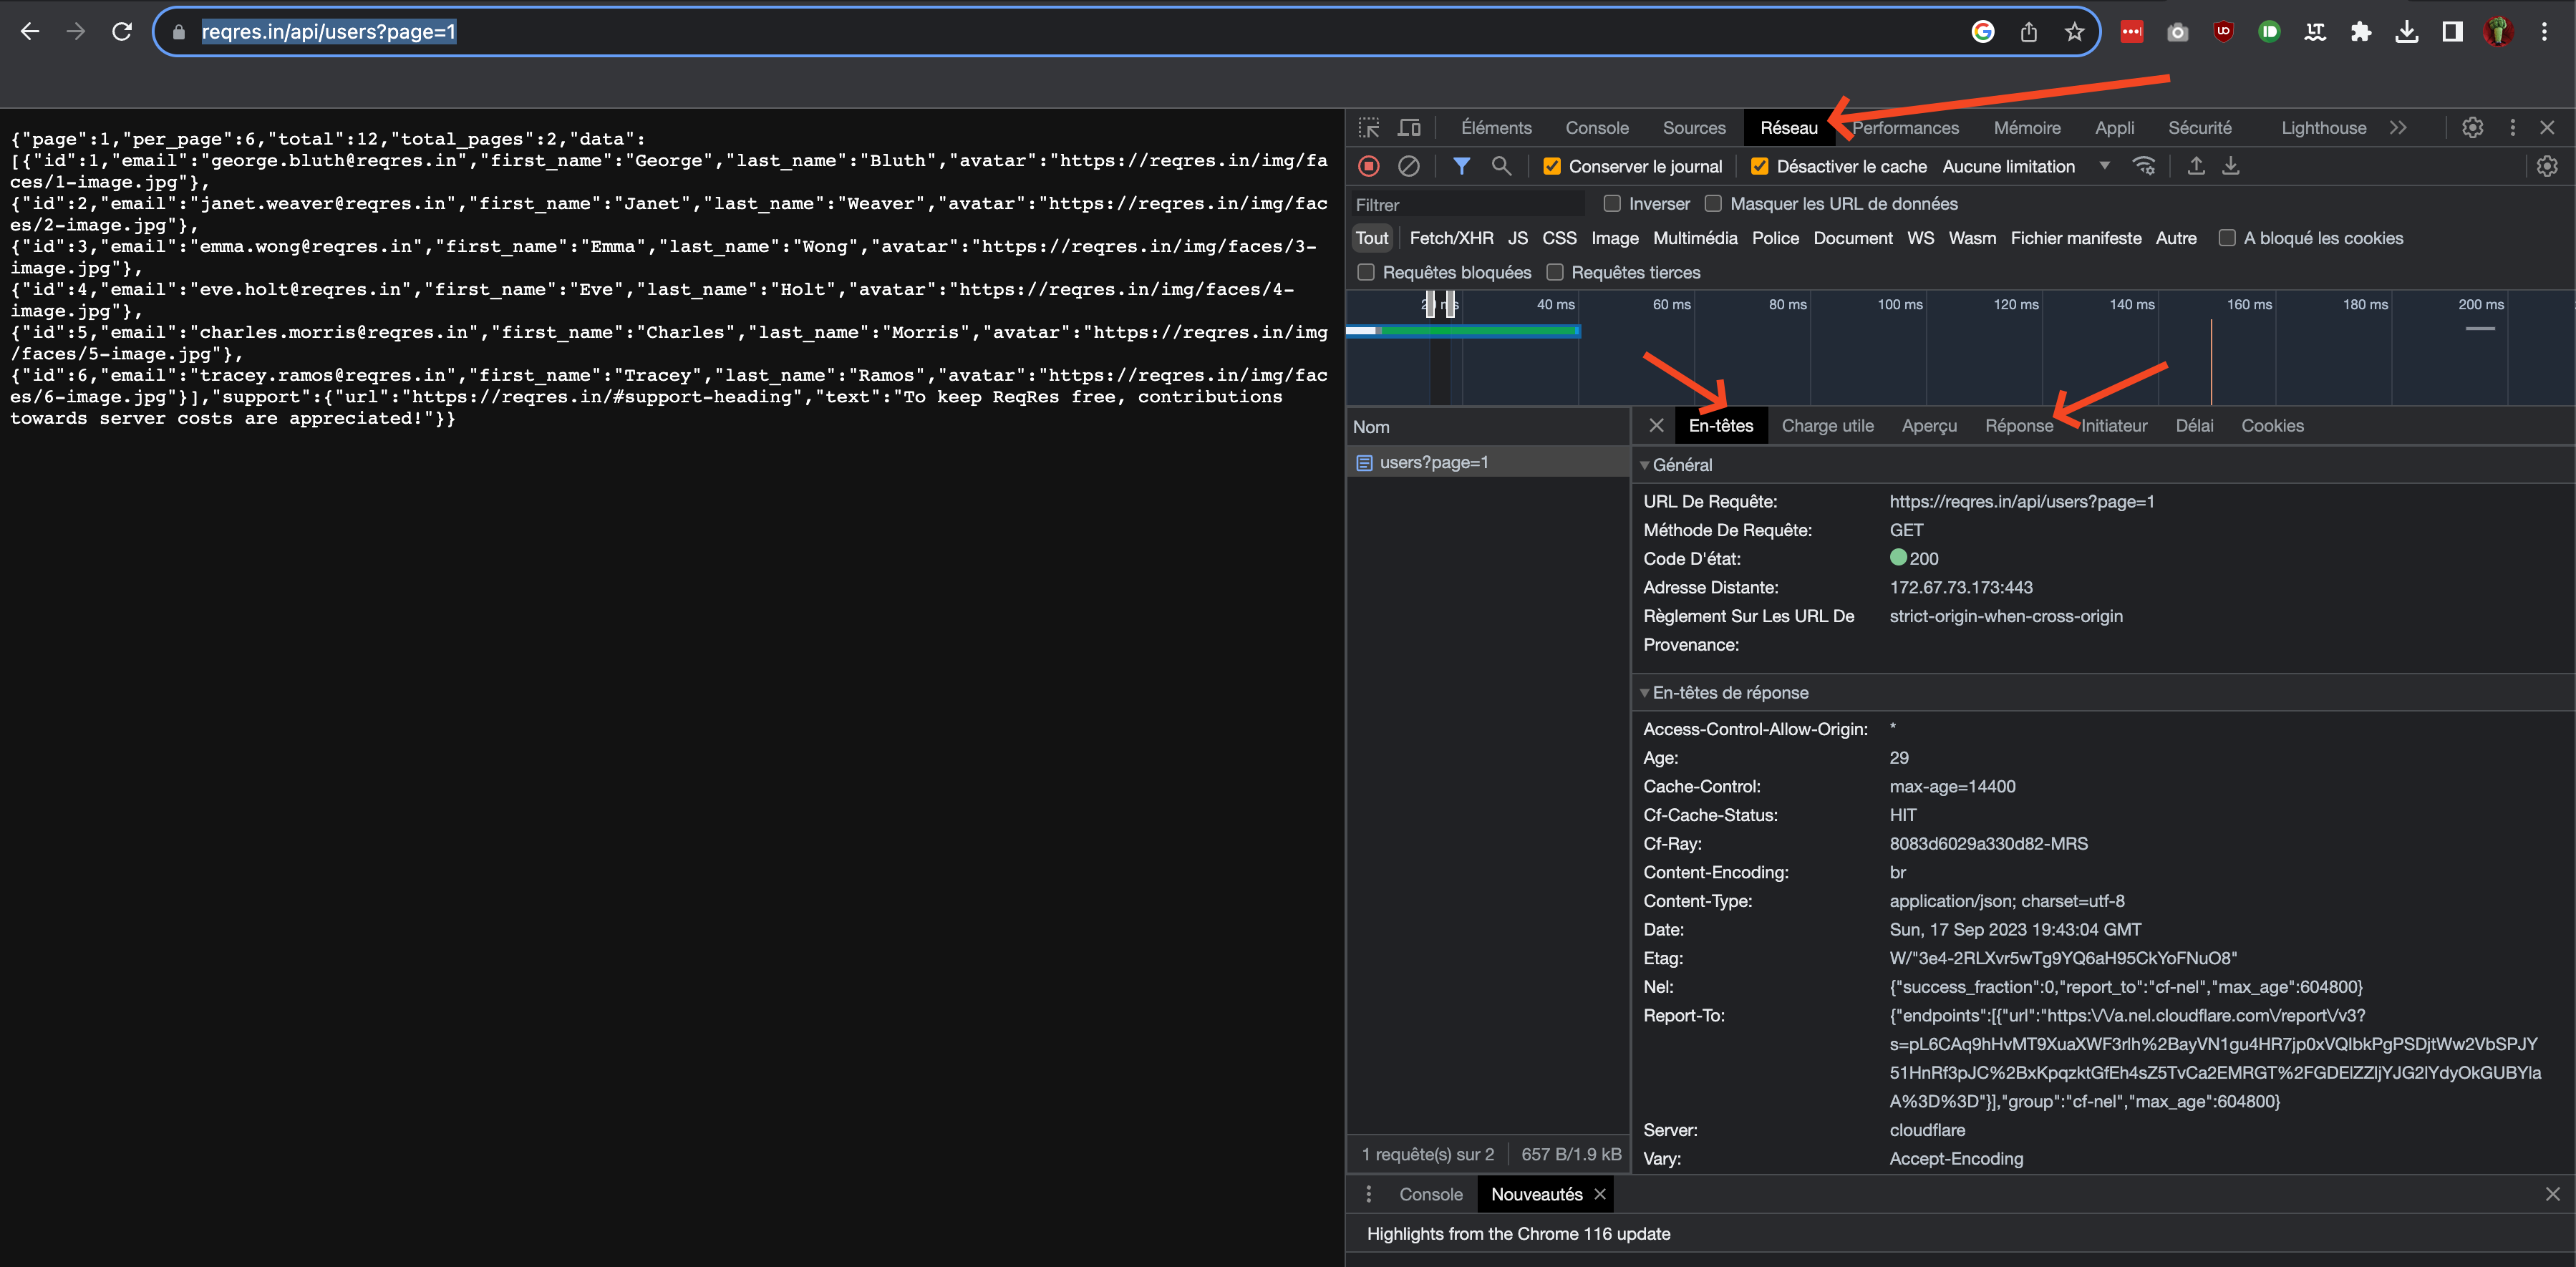 reqres.in/api/users?page=1
{"page":1,"per_page":6,"total":12,"total_pages":2,"data":
[{"id":1,"email":"george.bluth@reqres.in","first_name":"George","last_name":"Bluth","avatar":"https://reqres.in/img/fa
ces/1-image.jpg"},
{"id":2,"email":"janet.weaver@reqres.in","first_name":"Janet","last_name":"Weaver","avatar":"https://reqres.in/img/fac
es/2-image.jpg"},
{"id":3,"email":"emma.wong@reqres.in","first_name":"Emma","last_name":"Wong","avatar":"https://reqres.in/img/faces/3-
image.jpg"},
{"id":4,"email":"eve.holt@reqres.in","first_name":"Eve","last_name":"Holt","avatar":"https://reqres.in/img/faces/4-
image.jpg"},
{"id":5,"email":"charles.morris@reqres.in","first_name":"Charles","last_name":"Morris","avatar":"https://reqres.in/img
/faces/5-image.jpg"},
{"id":6,"email":"tracey.ramos@reqres.in","first_name":"Tracey","last_name":"Ramos","avatar":"https://reqres.in/img/fac
es/6-image.jpg"}],"support":{"url":"https://reqres.in/#support-heading","text":"To keep ReqRes free, contributions
towards server costs are appreciated!"}}
Éléments Console Sources Réseau Performances Mémoire Appli Sécurité Lighthouse
Conserver le journal Désactiver le cache Aucune limitation
Filtrer Inverser Masquer les URL de données
Tout Fetch/XHR JS CSS Image Multimédia Police Document WS Wasm Fichier manifeste Autre A bloqué les cookies
Requêtes bloquées Requêtes tierces
20 ms 40 ms 60 ms 80 ms 100 ms 120 ms 140 ms 160 ms 180 ms 200 ms
Nom
users?page=1
1 requête(s) sur 2 657 B/1.9 kB
En-têtes Charge utile Aperçu Réponse Initiateur Délai Cookies
Général
URL De Requête: https://reqres.in/api/users?page=1
Méthode De Requête: GET
Code D'état: 200
Adresse Distante: 172.67.73.173:443
Règlement Sur Les URL De strict-origin-when-cross-origin
Provenance:
En-têtes de réponse
Access-Control-Allow-Origin: *
Age: 29
Cache-Control: max-age=14400
Cf-Cache-Status: HIT
Cf-Ray: 8083d6029a330d82-MRS
Content-Encoding: br
Content-Type: application/json; charset=utf-8
Date: Sun, 17 Sep 2023 19:43:04 GMT
Etag: W/"3e4-2RLXvr5wTg9YQ6aH95CkYoFNuO8"
Nel: {"success_fraction":0,"report_to":"cf-nel","max_age":604800}
Report-To: {"endpoints":[{"url":"https:\/\/a.nel.cloudflare.com\/report\/v3?
s=pL6CAq9hHvMT9XuaXWF3rlh%2BayVN1gu4HR7jp0xVQIbkPgPSDjtWw2VbSPJY
51HnRf3pJC%2BxKpqzktGfEh4sZ5TvCa2EMRGT%2FGDElZZljYJG2lYdyOkGUBYla
A%3D%3D"}],"group":"cf-nel","max_age":604800}
Server: cloudflare
Vary: Accept-Encoding
Console Nouveautés
Highlights from the Chrome 116 update